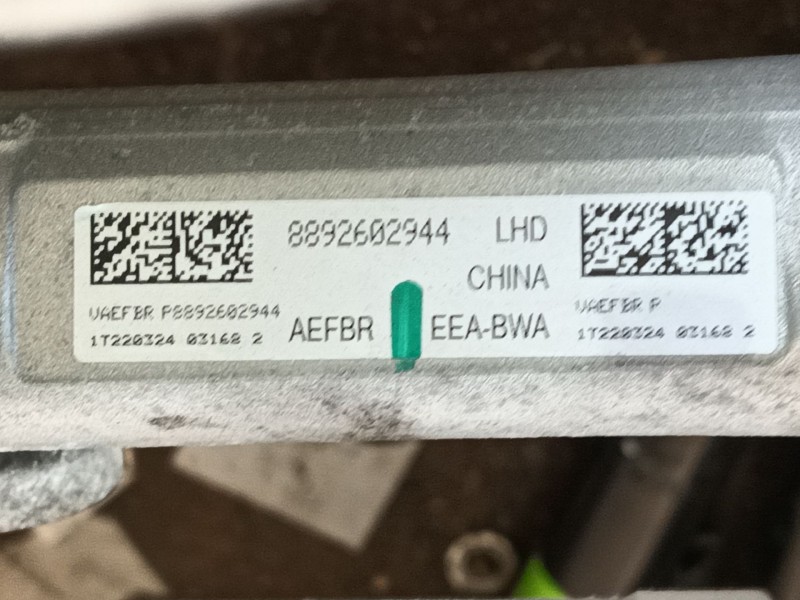 8892602944 LHD
CHINA
VAEFBR P8892602944
1T220324 03168 2
AEFBR EEA-BWA
VAEFBR P
1T220324 03168 2